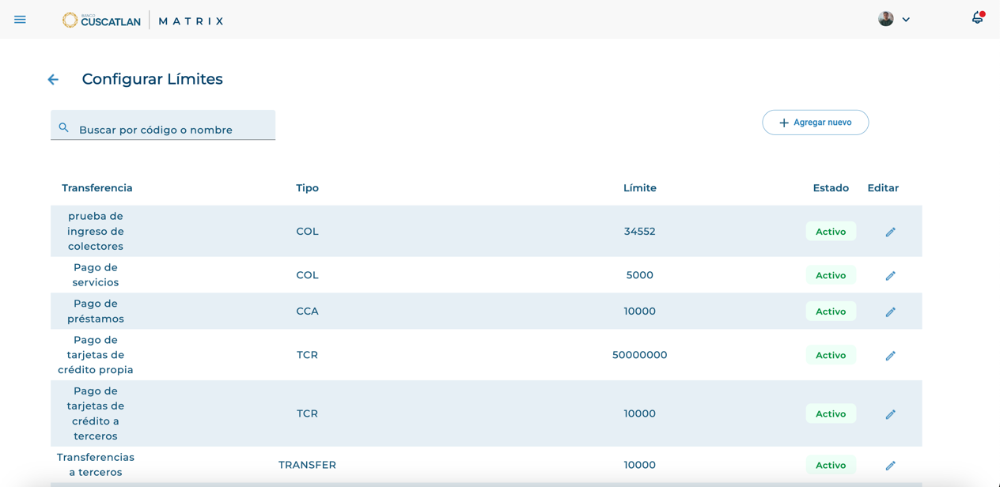 BANCO
CUSCATLAN
MATRIX
Configurar Límites
Buscar por código o nombre
Agregar nuevo
Transferencia Tipo Límite Estado Editar
prueba de
ingreso de
colectores
COL 34552 Activo
Pago de
servicios
COL 5000 Activo
Pago de
préstamos
CCA 10000 Activo
Pago de
tarjetas de
crédito propia
TCR 50000000 Activo
Pago de
tarjetas de
crédito a
terceros
TCR 10000 Activo
Transferencias
a terceros
TRANSFER 10000 Activo